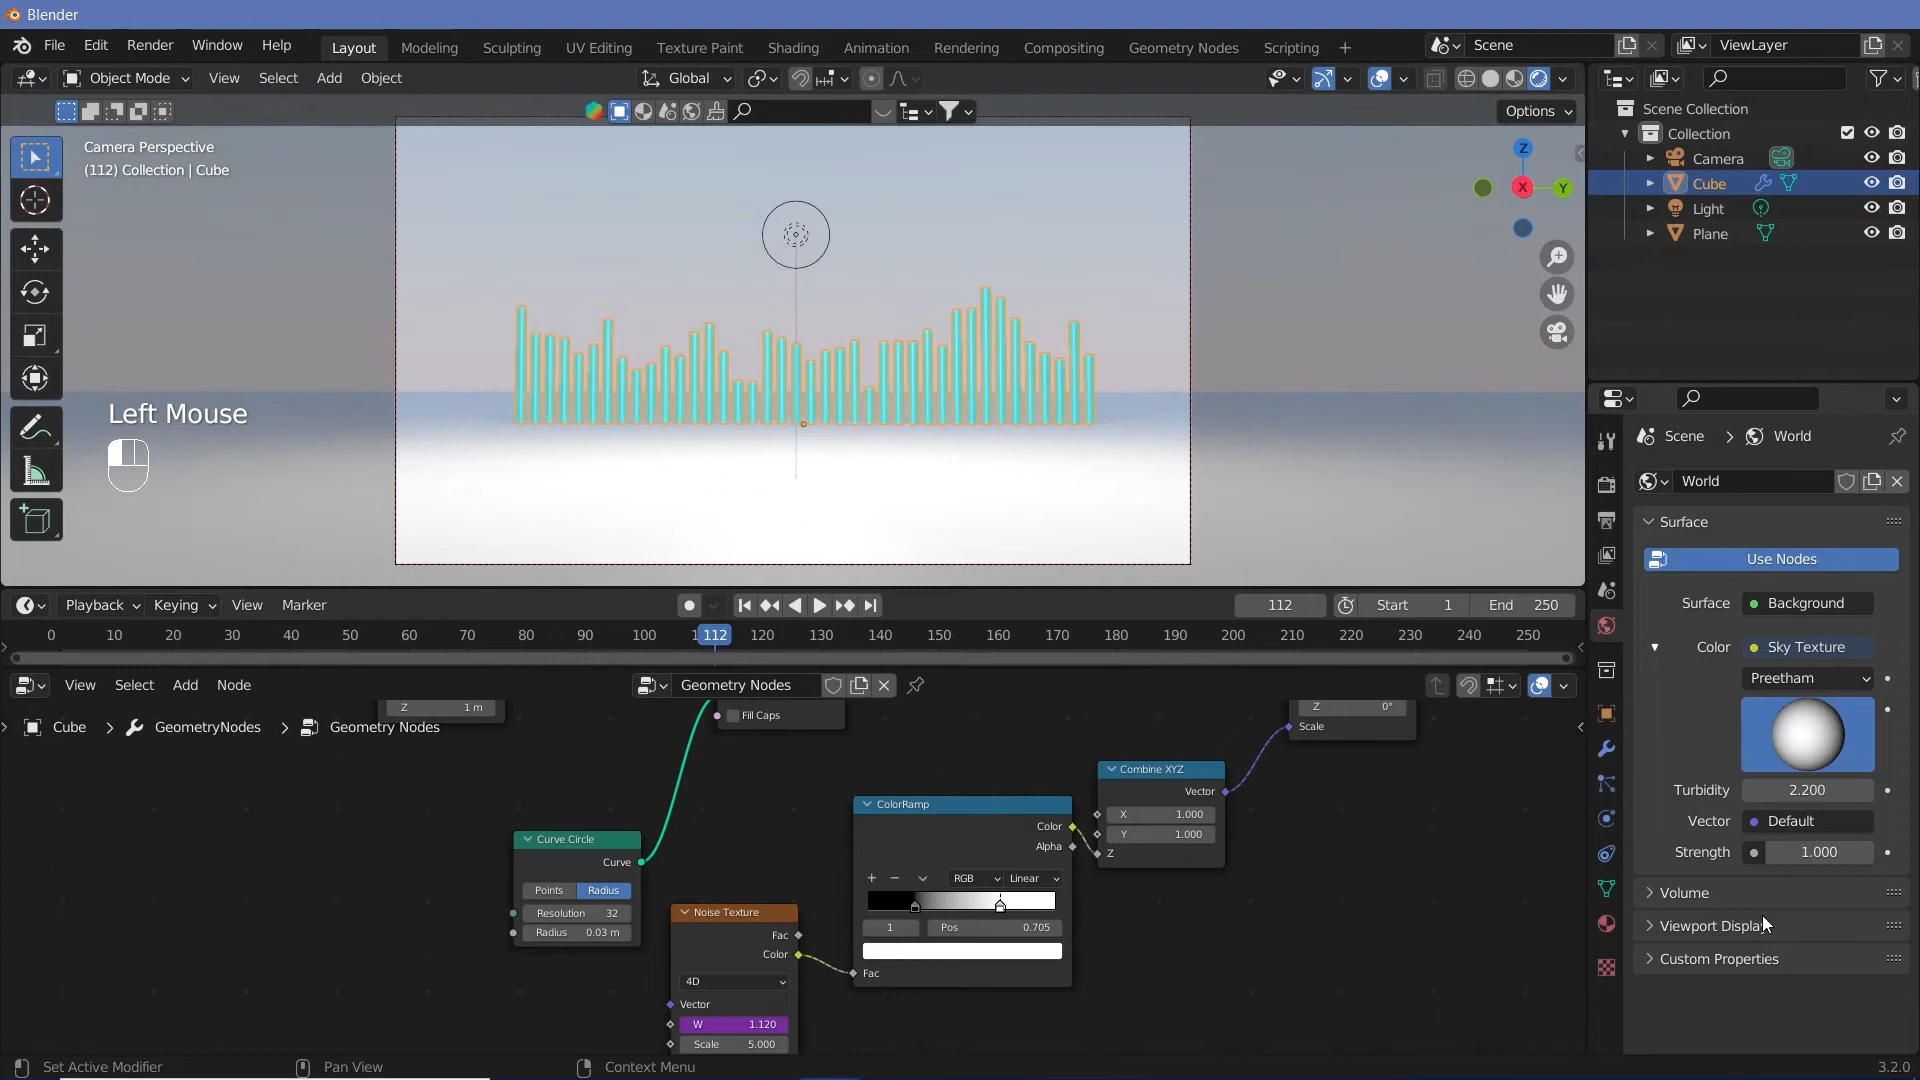 Blender
File Edit Render Window Help Layout Modeling Sculpting UV Editing Texture Paint Shading Animation Rendering Compositing Geometry Nodes Scripting + Scene ViewLayer
Object Mode View Select Add Object Global
Options
Camera Perspective
(112) Collection | Cube
Z
X
Y
Left Mouse
Scene Collection
Collection
Camera
Cube
Light
Plane
Scene > World
World
Surface
Use Nodes
Surface Background
Color Sky Texture
Preetham
Turbidity 2.200
Vector Default
Strength 1.000
Volume
Viewport Display
Custom Properties
Playback Keying View Marker 112 Start 1 End 250
0 10 20 30 40 50 60 70 80 90 100 1 112 120 130 140 150 160 170 180 190 200 210 220 230 240 250
View Select Add Node Geometry Nodes
Z 1 m
Fill Caps
Z 0°
Scale
Cube > GeometryNodes > Geometry Nodes
Combine XYZ
Vector
X 1.000
Y 1.000
Z
ColorRamp
Color
Alpha
+ − RGB Linear
1 Pos 0.705
Fac
Curve Circle
Curve
Points Radius
Resolution 32
Radius 0.03 m
Noise Texture
Fac
Color
4D
Vector
W 1.120
Scale 5.000
Set Active Modifier Pan View Context Menu 3.2.0